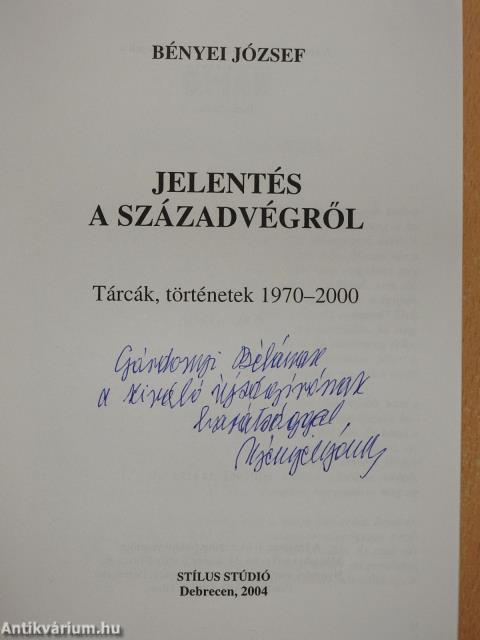 BÉNYEI JÓZSEF
JELENTÉS
A SZÁZADVÉGRŐL
Tárcák, történetek 1970–2000
Gárdonyi Bélának
a kiváló újságírónak
barátsággal
STÍLUS STÚDIÓ
Debrecen, 2004
Antikvárium.hu